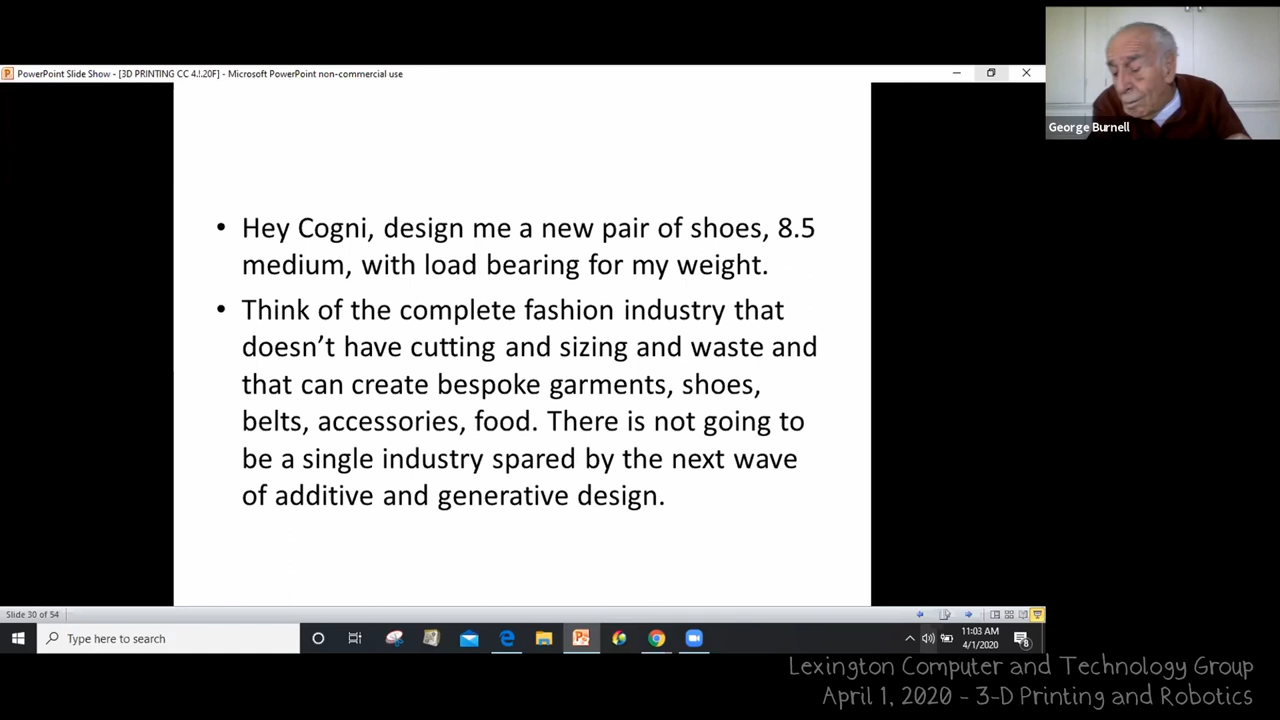 PowerPoint Slide Show - [3D PRINTING CC 4.!.20F] - Microsoft PowerPoint non-commercial use
George Burnell
• Hey Cogni, design me a new pair of shoes, 8.5
medium, with load bearing for my weight.
• Think of the complete fashion industry that
doesn’t have cutting and sizing and waste and
that can create bespoke garments, shoes,
belts, accessories, food. There is not going to
be a single industry spared by the next wave
of additive and generative design.
Slide 30 of 54
Type here to search
11:03 AM
4/1/2020
8
Lexington Computer and Technology Group
April 1, 2020 - 3-D Printing and Robotics